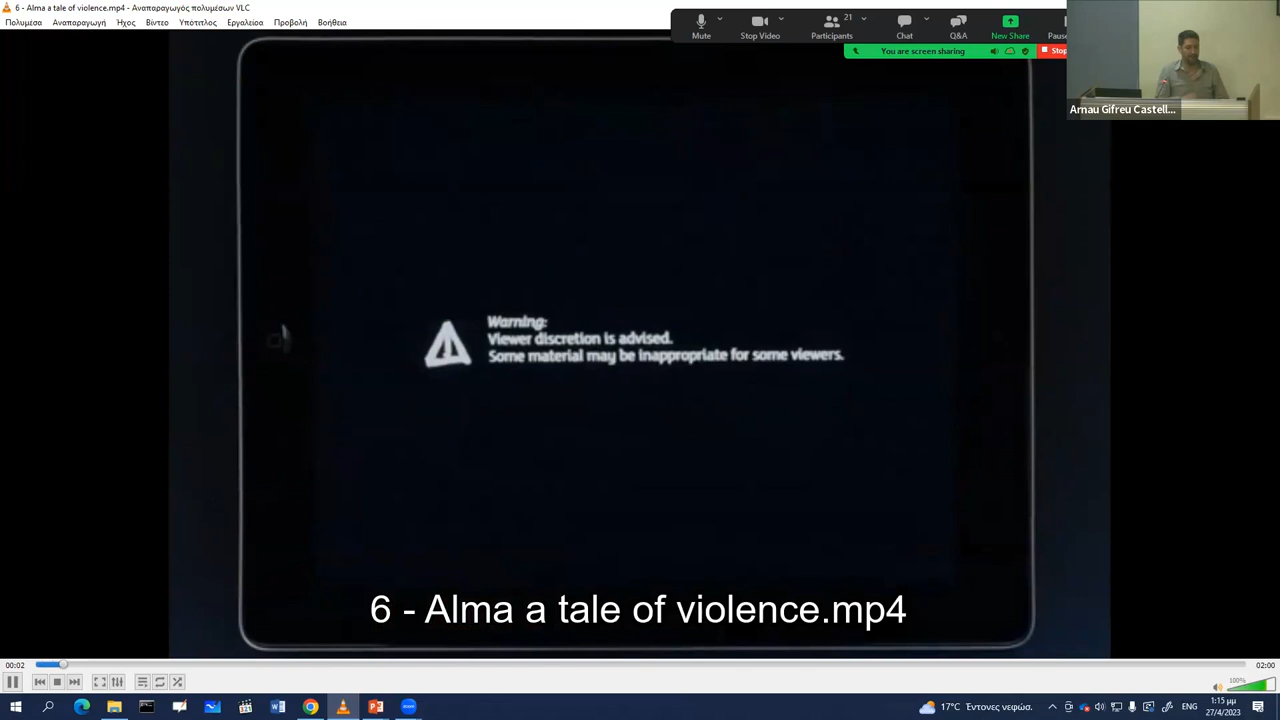 6 - Alma a tale of violence.mp4 - Αναπαραγωγός πολυμέσων VLC
Πολυμέσα Αναπαραγωγή Ήχος Βίντεο Υπότιτλος Εργαλεία Προβολή Βοήθεια
Mute
Stop Video
Participants 21
Chat
Q&A
New Share
Pause
You are screen sharing
Stop
Arnau Gifreu Castell...
Warning:
Viewer discretion is advised.
Some material may be inappropriate for some viewers.
6 - Alma a tale of violence.mp4
00:02
02:00
100%
17°C Έντονες νεφώσ.
1:15 μμ
27/4/2023